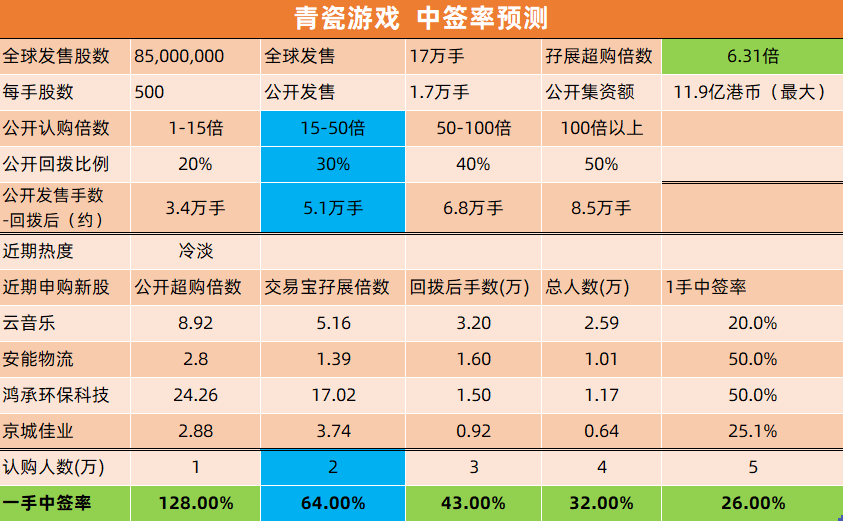 青瓷游戏 中签率预测
全球发售股数 85,000,000 全球发售 17万手 孖展超购倍数 6.31倍
每手股数 500 公开发售 1.7万手 公开集资额 11.9亿港币（最大）
公开认购倍数 1-15倍 15-50倍 50-100倍 100倍以上
公开回拨比例 20% 30% 40% 50%
公开发售手数
-回拨后（约） 3.4万手 5.1万手 6.8万手 8.5万手
近期热度 冷淡
近期申购新股 公开超购倍数 交易宝孖展倍数 回拨后手数(万) 总人数(万) 1手中签率
云音乐 8.92 5.16 3.20 2.59 20.0%
安能物流 2.8 1.39 1.60 1.01 50.0%
鸿承环保科技 24.26 17.02 1.50 1.17 50.0%
京城佳业 2.88 3.74 0.92 0.64 25.1%
认购人数(万) 1 2 3 4 5
一手中签率 128.00% 64.00% 43.00% 32.00% 26.00%